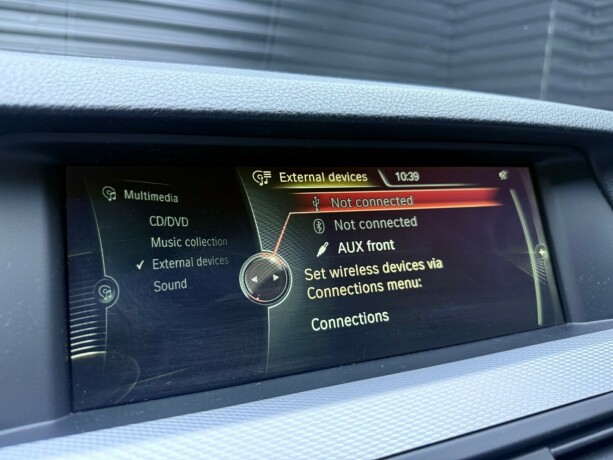 External devices 10:39
Multimedia
CD/DVD
Music collection
External devices
Sound
Not connected
Not connected
AUX front
Set wireless devices via
Connections menu:
Connections